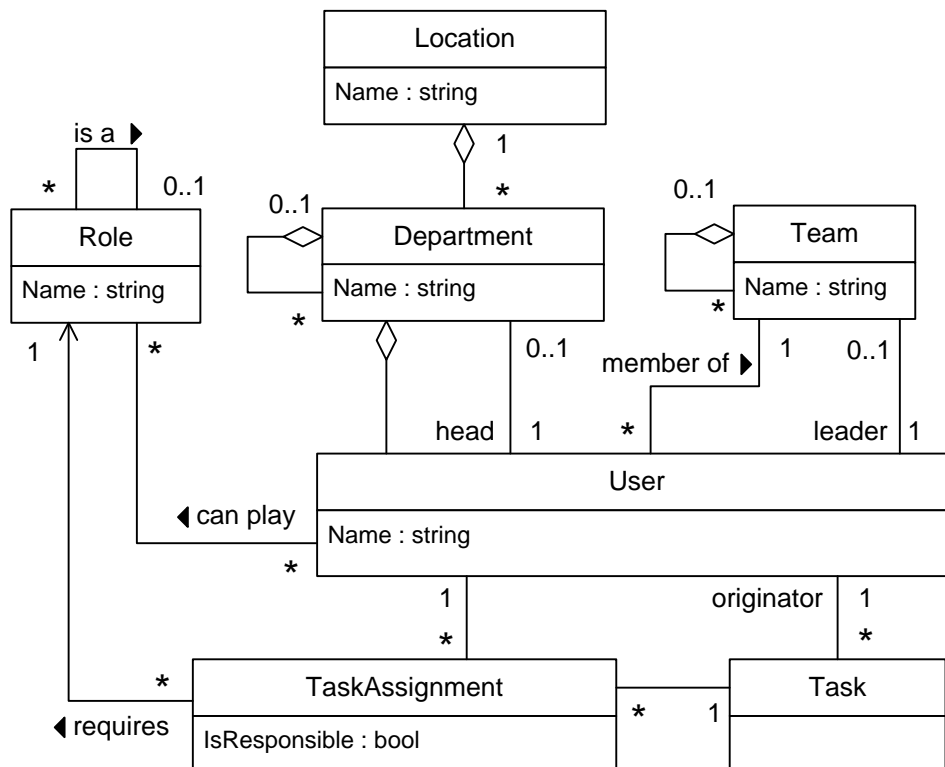 Location
Name : string
is a
1
*
0..1
*
0..1
0..1
Role
Department
Team
Name : string
Name : string
Name : string
*
*
1
*
0..1
1
0..1
member of
head
1
*
leader
1
User
can play
Name : string
*
1
originator
1
*
*
*
TaskAssignment
Task
requires
*
1
IsResponsible : bool